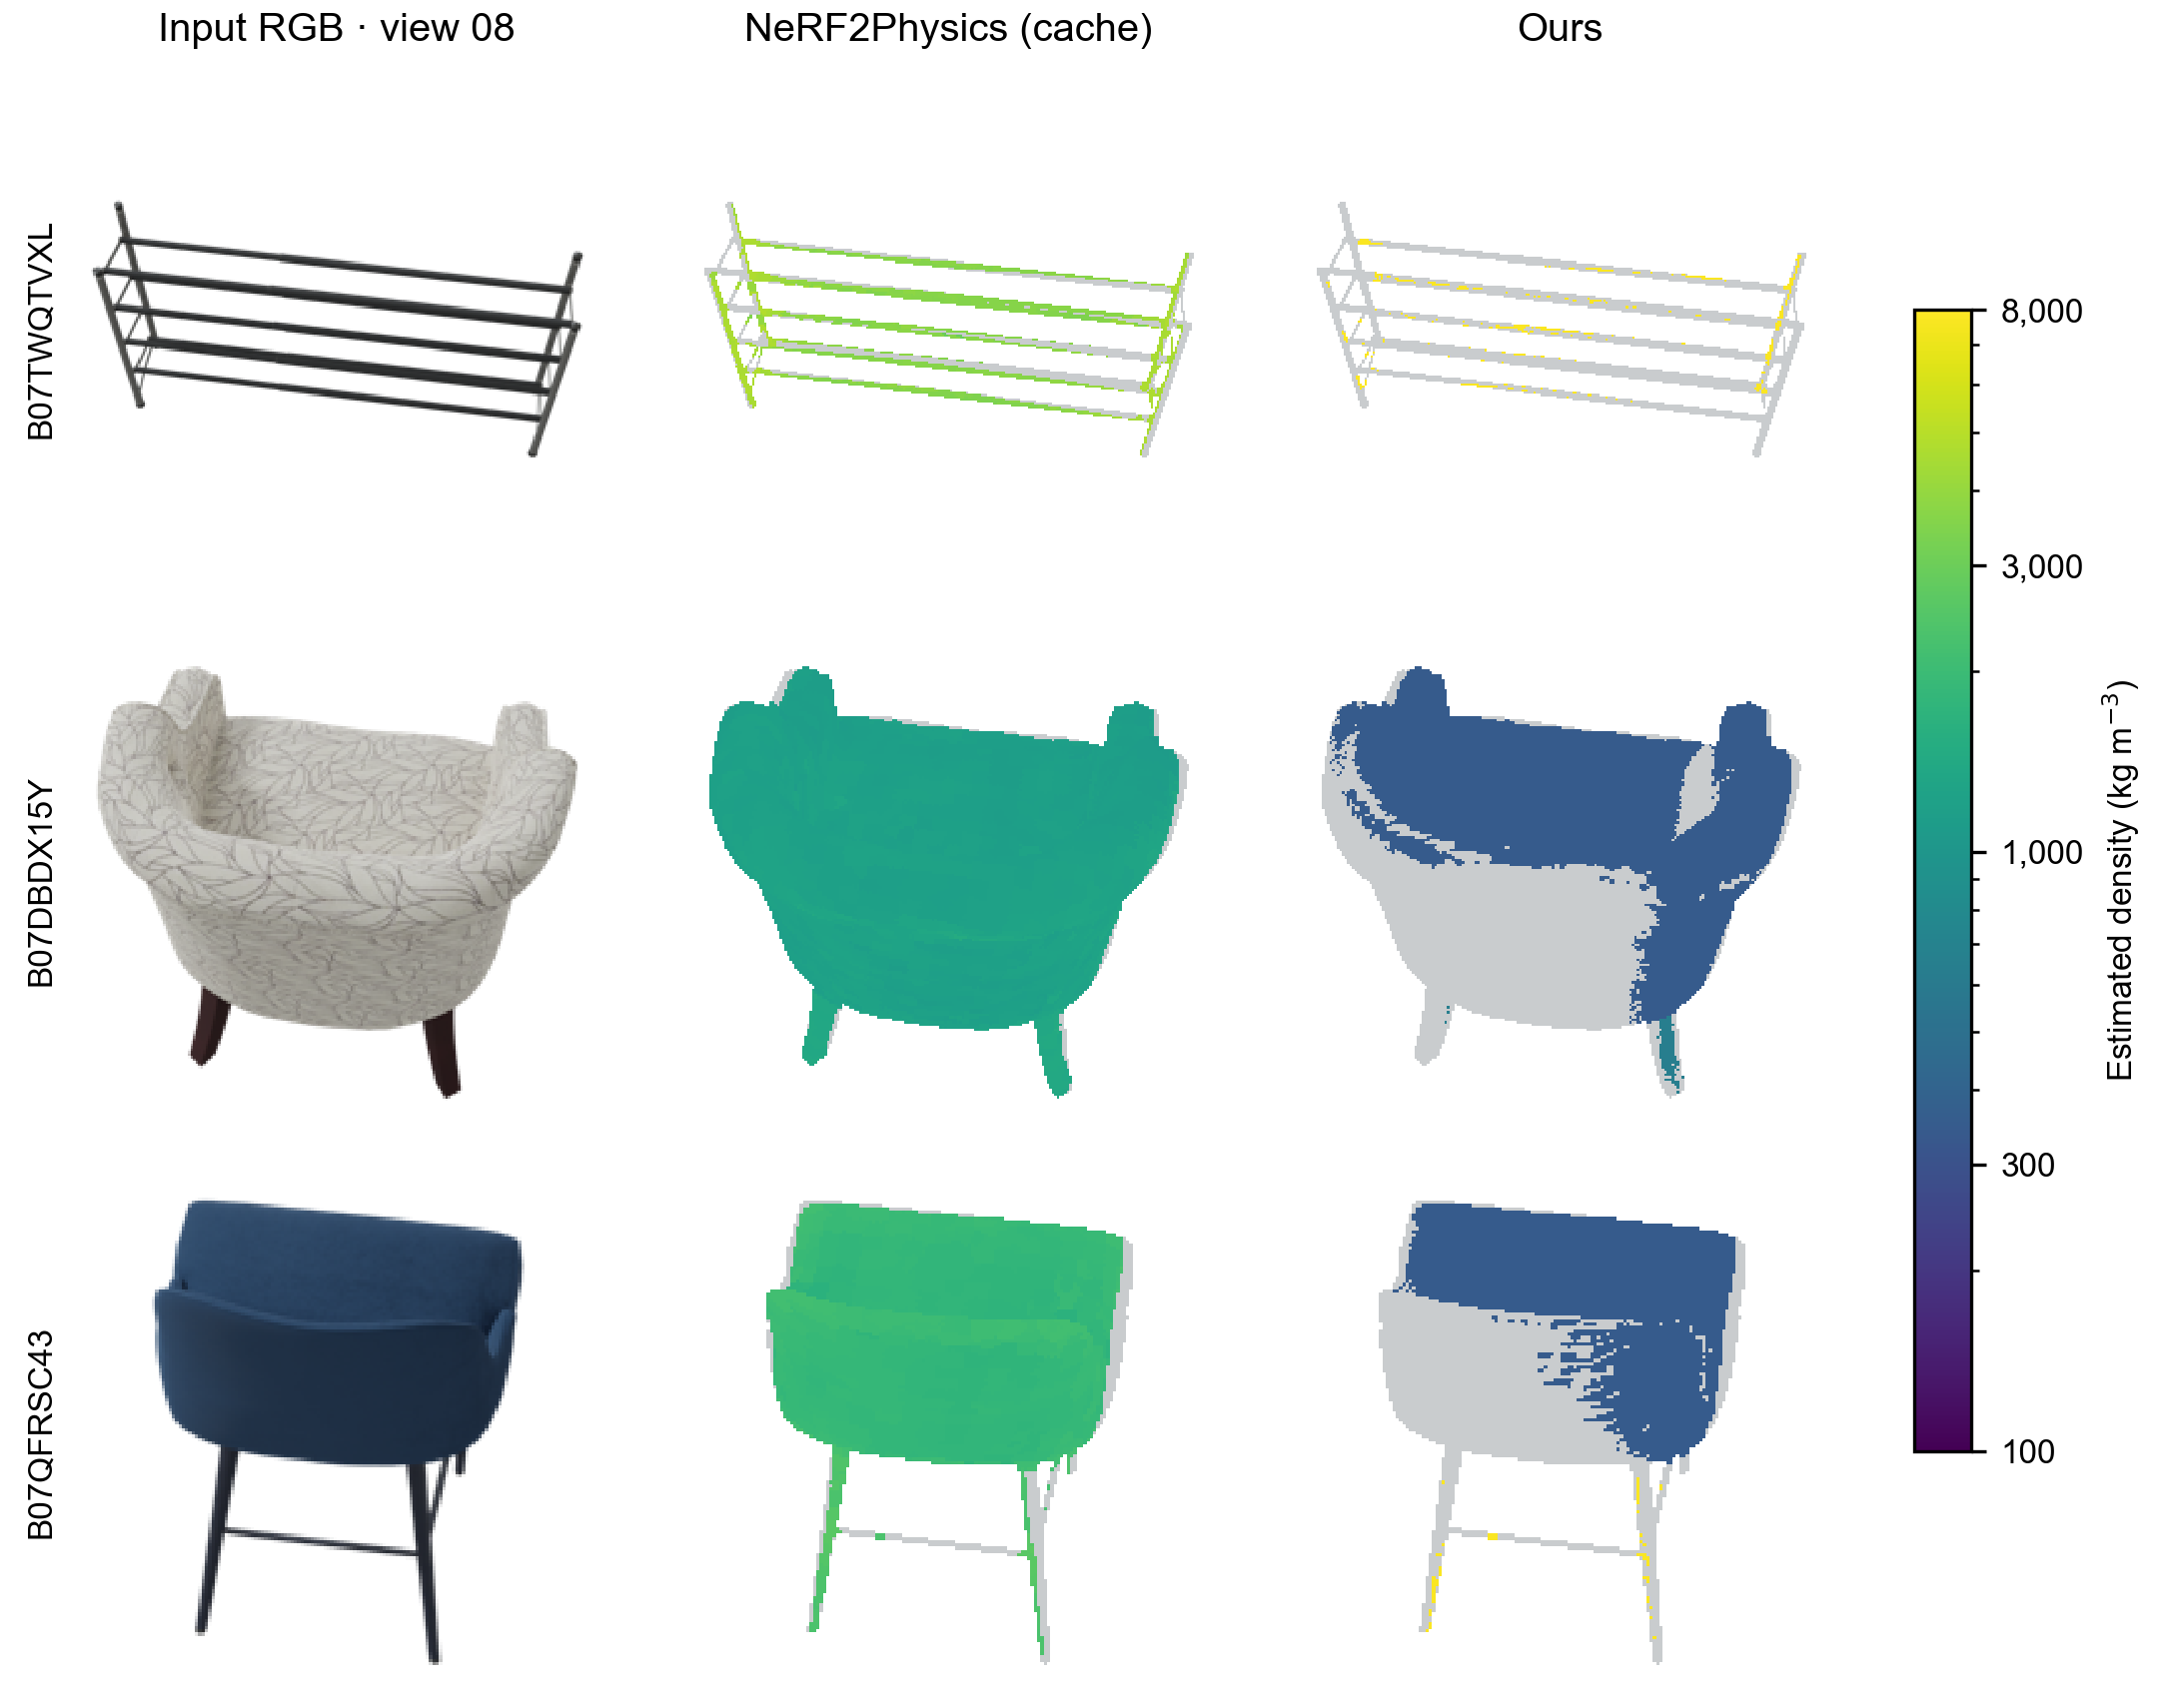 Input RGB · view 08
NeRF2Physics (cache)
Ours
B07TWQTVXL
B07DBDX15Y
B07QFRSC43
8,000
3,000
1,000
300
100
Estimated density (kg m⁻³)